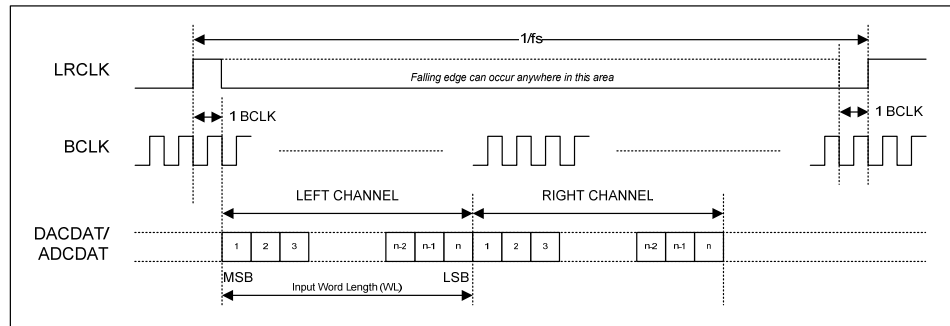 1/fs
LRCLK
Falling edge can occur anywhere in this area
1 BCLK
1 BCLK
BCLK
LEFT CHANNEL
RIGHT CHANNEL
DACDAT/
ADCDAT
1 2 3 n-2 n-1 n 1 2 3 n-2 n-1 n
MSB LSB
Input Word Length (WL)